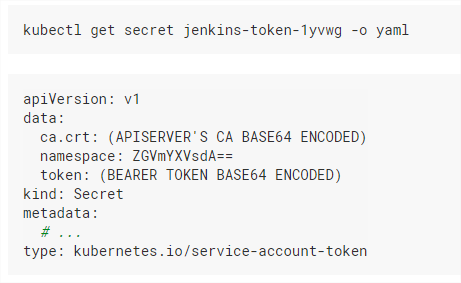 kubectl get secret jenkins-token-1yvwg -o yaml
apiVersion: v1
data:
  ca.crt: (APISERVER'S CA BASE64 ENCODED)
  namespace: ZGVmYXVsdA==
  token: (BEARER TOKEN BASE64 ENCODED)
kind: Secret
metadata:
  # ...
type: kubernetes.io/service-account-token